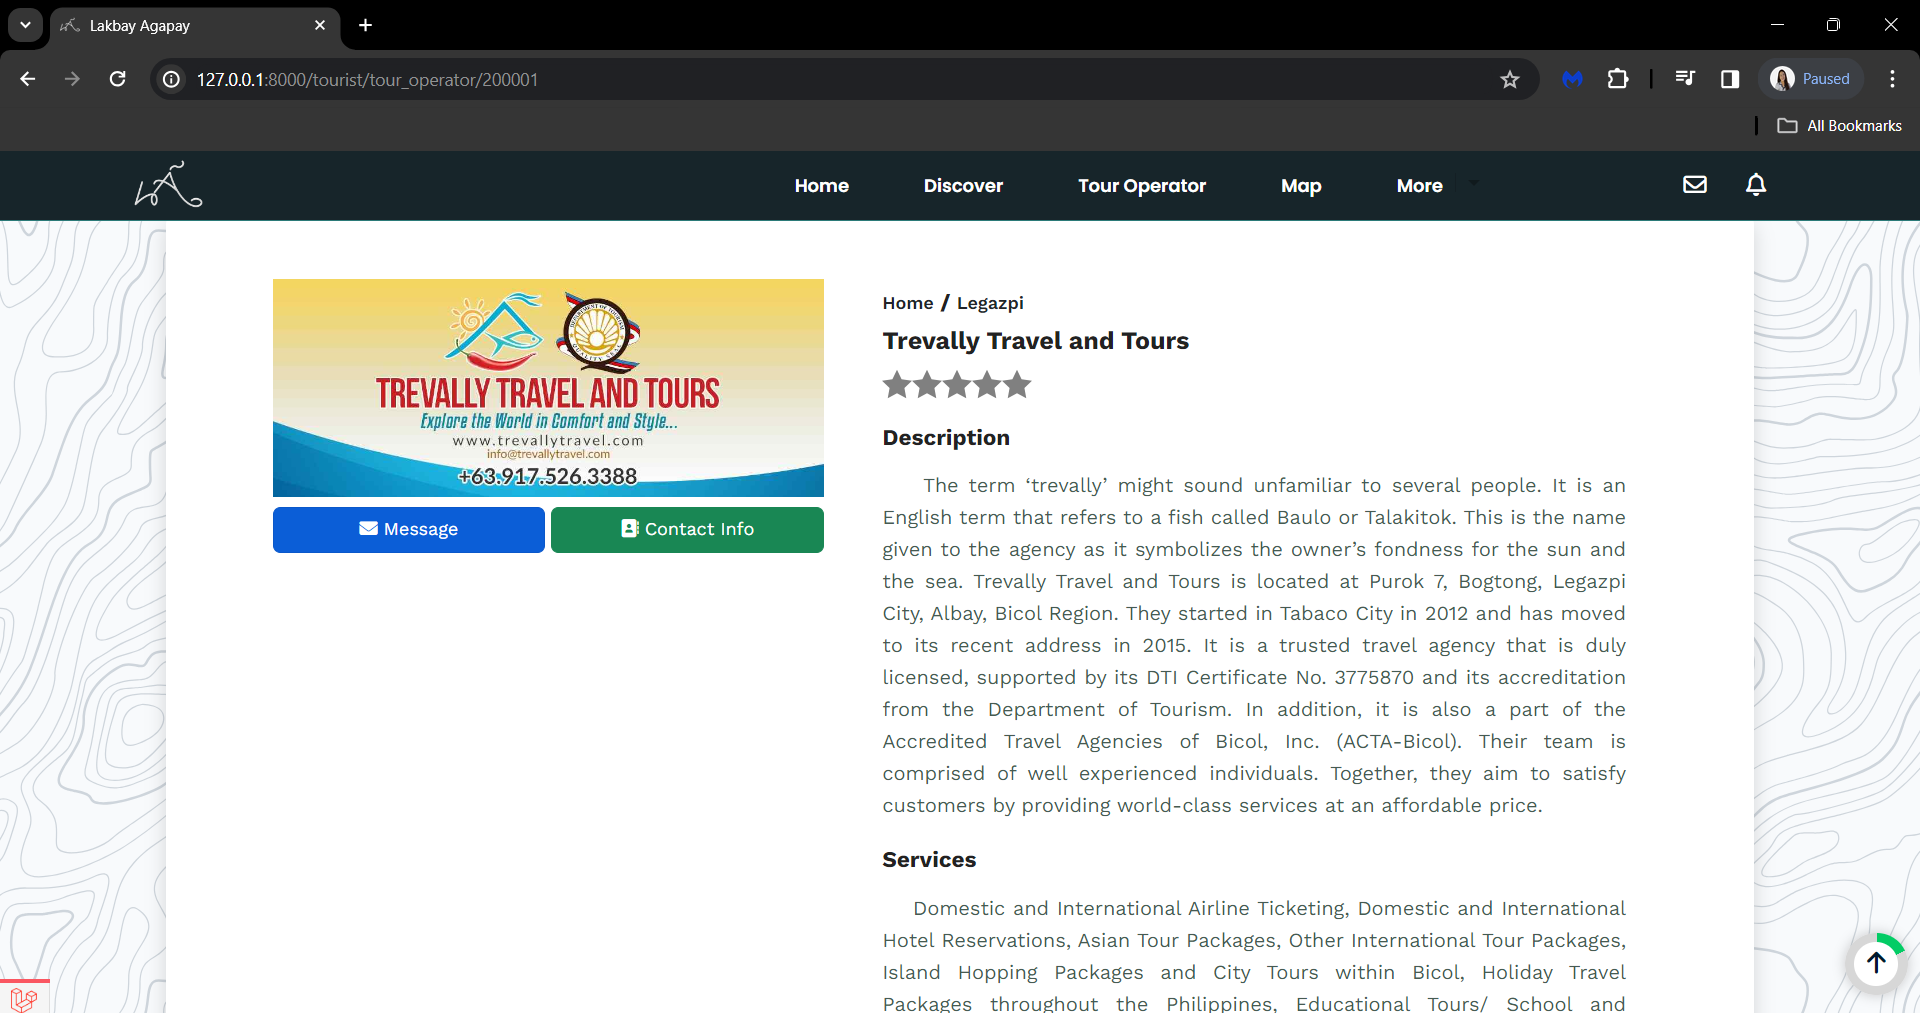 Lakbay Agapay
127.0.0.1:8000/tourist/tour_operator/200001
Paused
All Bookmarks
LA
Home
Discover
Tour Operator
Map
More
TREVALLY TRAVEL AND TOURS
Explore the World in Comfort and Style...
www.trevallytravel.com
info@trevallytravel.com
+63.917.526.3388
Message
Contact Info
Home / Legazpi
Trevally Travel and Tours
Description
The term ‘trevally’ might sound unfamiliar to several people. It is an
English term that refers to a fish called Baulo or Talakitok. This is the name
given to the agency as it symbolizes the owner’s fondness for the sun and
the sea. Trevally Travel and Tours is located at Purok 7, Bogtong, Legazpi
City, Albay, Bicol Region. They started in Tabaco City in 2012 and has moved
to its recent address in 2015. It is a trusted travel agency that is duly
licensed, supported by its DTI Certificate No. 3775870 and its accreditation
from the Department of Tourism. In addition, it is also a part of the
Accredited Travel Agencies of Bicol, Inc. (ACTA-Bicol). Their team is
comprised of well experienced individuals. Together, they aim to satisfy
customers by providing world-class services at an affordable price.
Services
Domestic and International Airline Ticketing, Domestic and International
Hotel Reservations, Asian Tour Packages, Other International Tour Packages,
Island Hopping Packages and City Tours within Bicol, Holiday Travel
Packages throughout the Philippines, Educational Tours/ School and